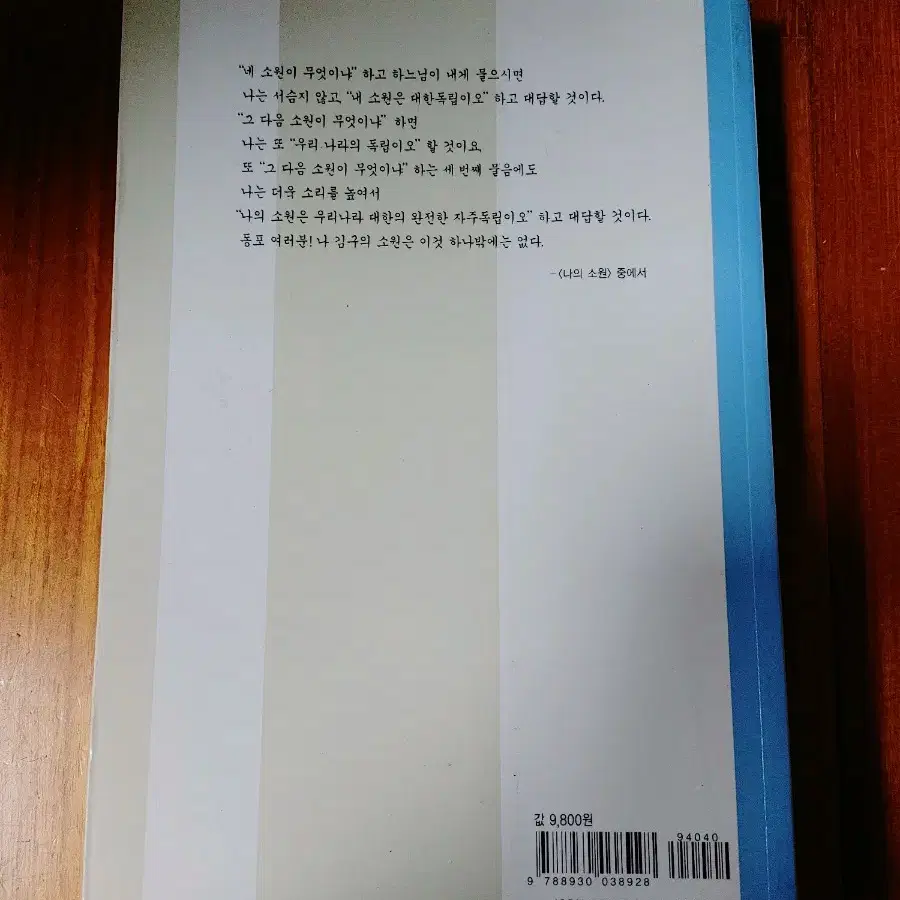 “네 소원이 무엇이냐” 하고 하느님이 내게 물으시면
나는 서슴지 않고, “내 소원은 대한독립이오” 하고 대답할 것이다.
“그 다음 소원이 무엇이냐” 하면
나는 또 “우리 나라의 독립이오” 할 것이요,
또 “그 다음 소원이 무엇이냐” 하는 세 번째 물음에도
나는 더욱 소리를 높여서
“나의 소원은 우리나라 대한의 완전한 자주독립이오” 하고 대답할 것이다.
동포 여러분! 나 김구의 소원은 이것 하나밖에는 없다.
-〈나의 소원〉 중에서
값 9,800원
94040
9 788930 038928